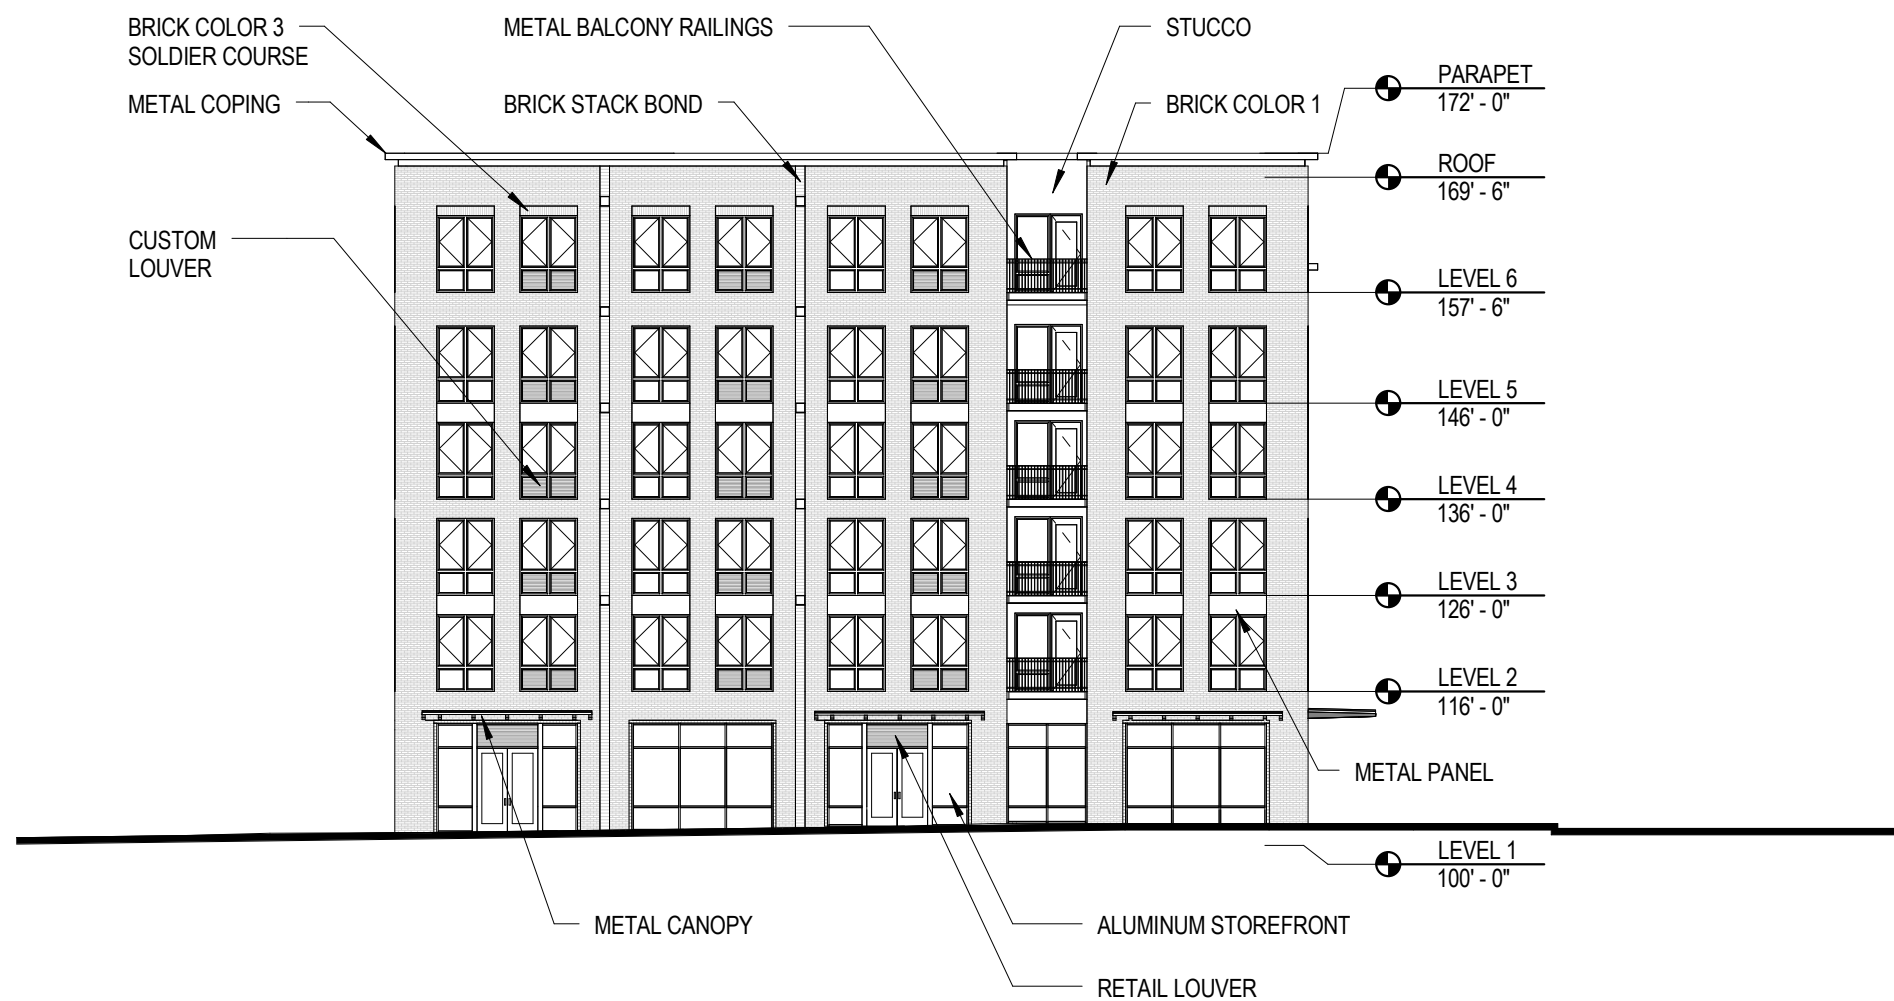 BRICK COLOR 3
SOLDIER COURSE
METAL BALCONY RAILINGS
STUCCO
METAL COPING
BRICK STACK BOND
BRICK COLOR 1
PARAPET
172' - 0"
ROOF
169' - 6"
CUSTOM
LOUVER
LEVEL 6
157' - 6"
LEVEL 5
146' - 0"
LEVEL 4
136' - 0"
LEVEL 3
126' - 0"
LEVEL 2
116' - 0"
METAL PANEL
LEVEL 1
100' - 0"
METAL CANOPY
ALUMINUM STOREFRONT
RETAIL LOUVER